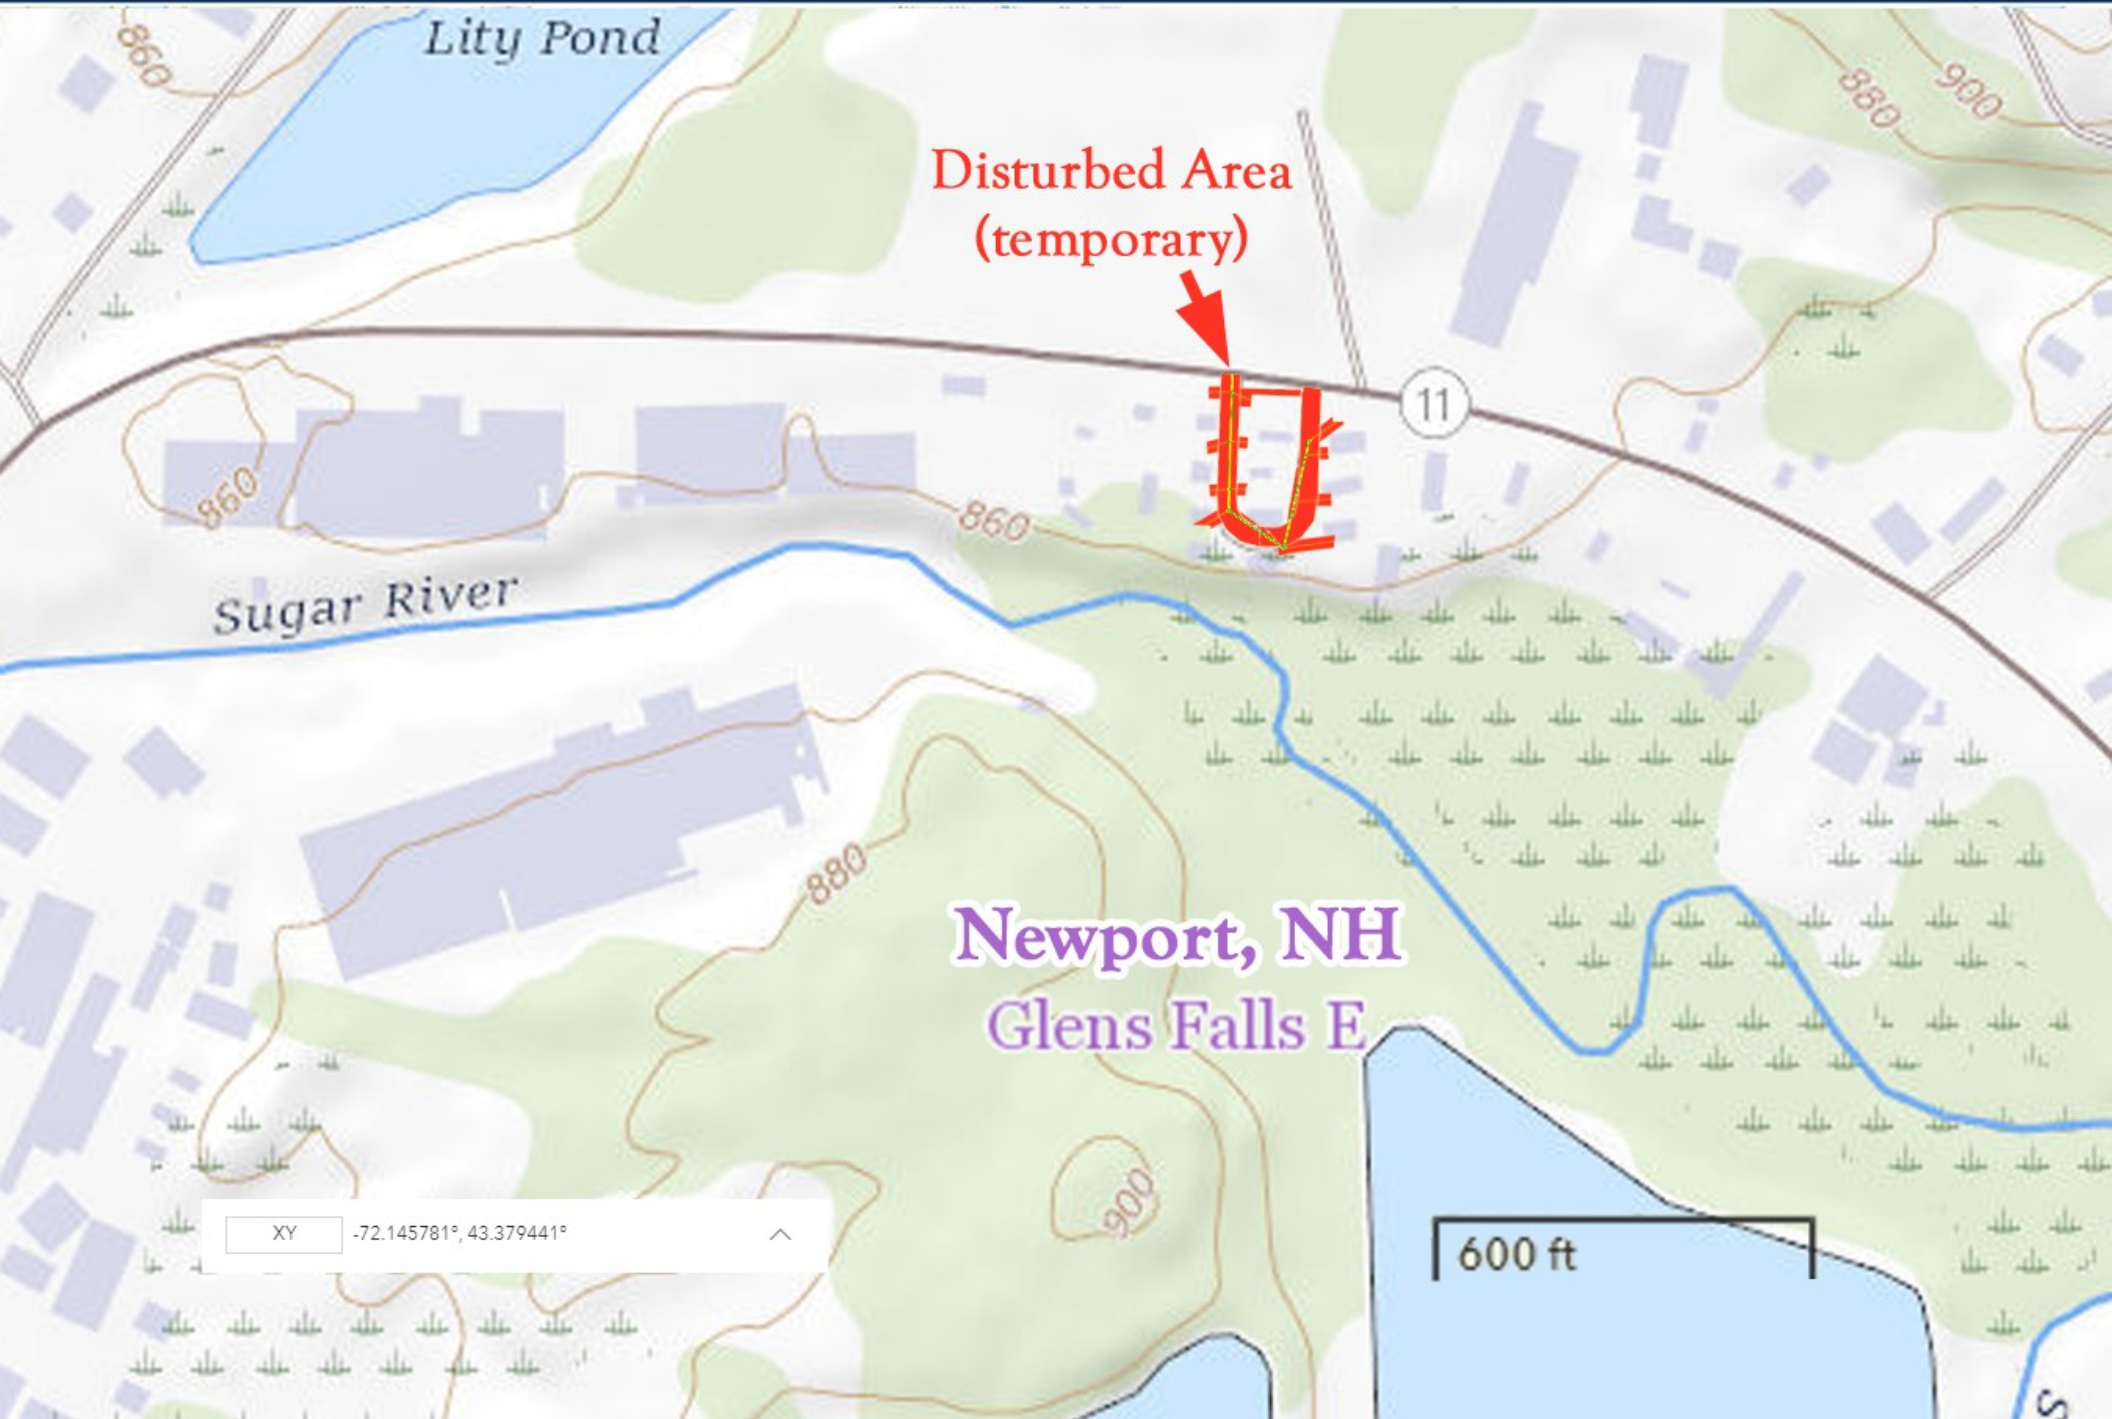 860
Lity Pond
880
900
Disturbed Area
(temporary)
11
860
860
Sugar River
880
Newport, NH
Glens Falls E
900
XY
-72.145781°, 43.379441°
600 ft
S